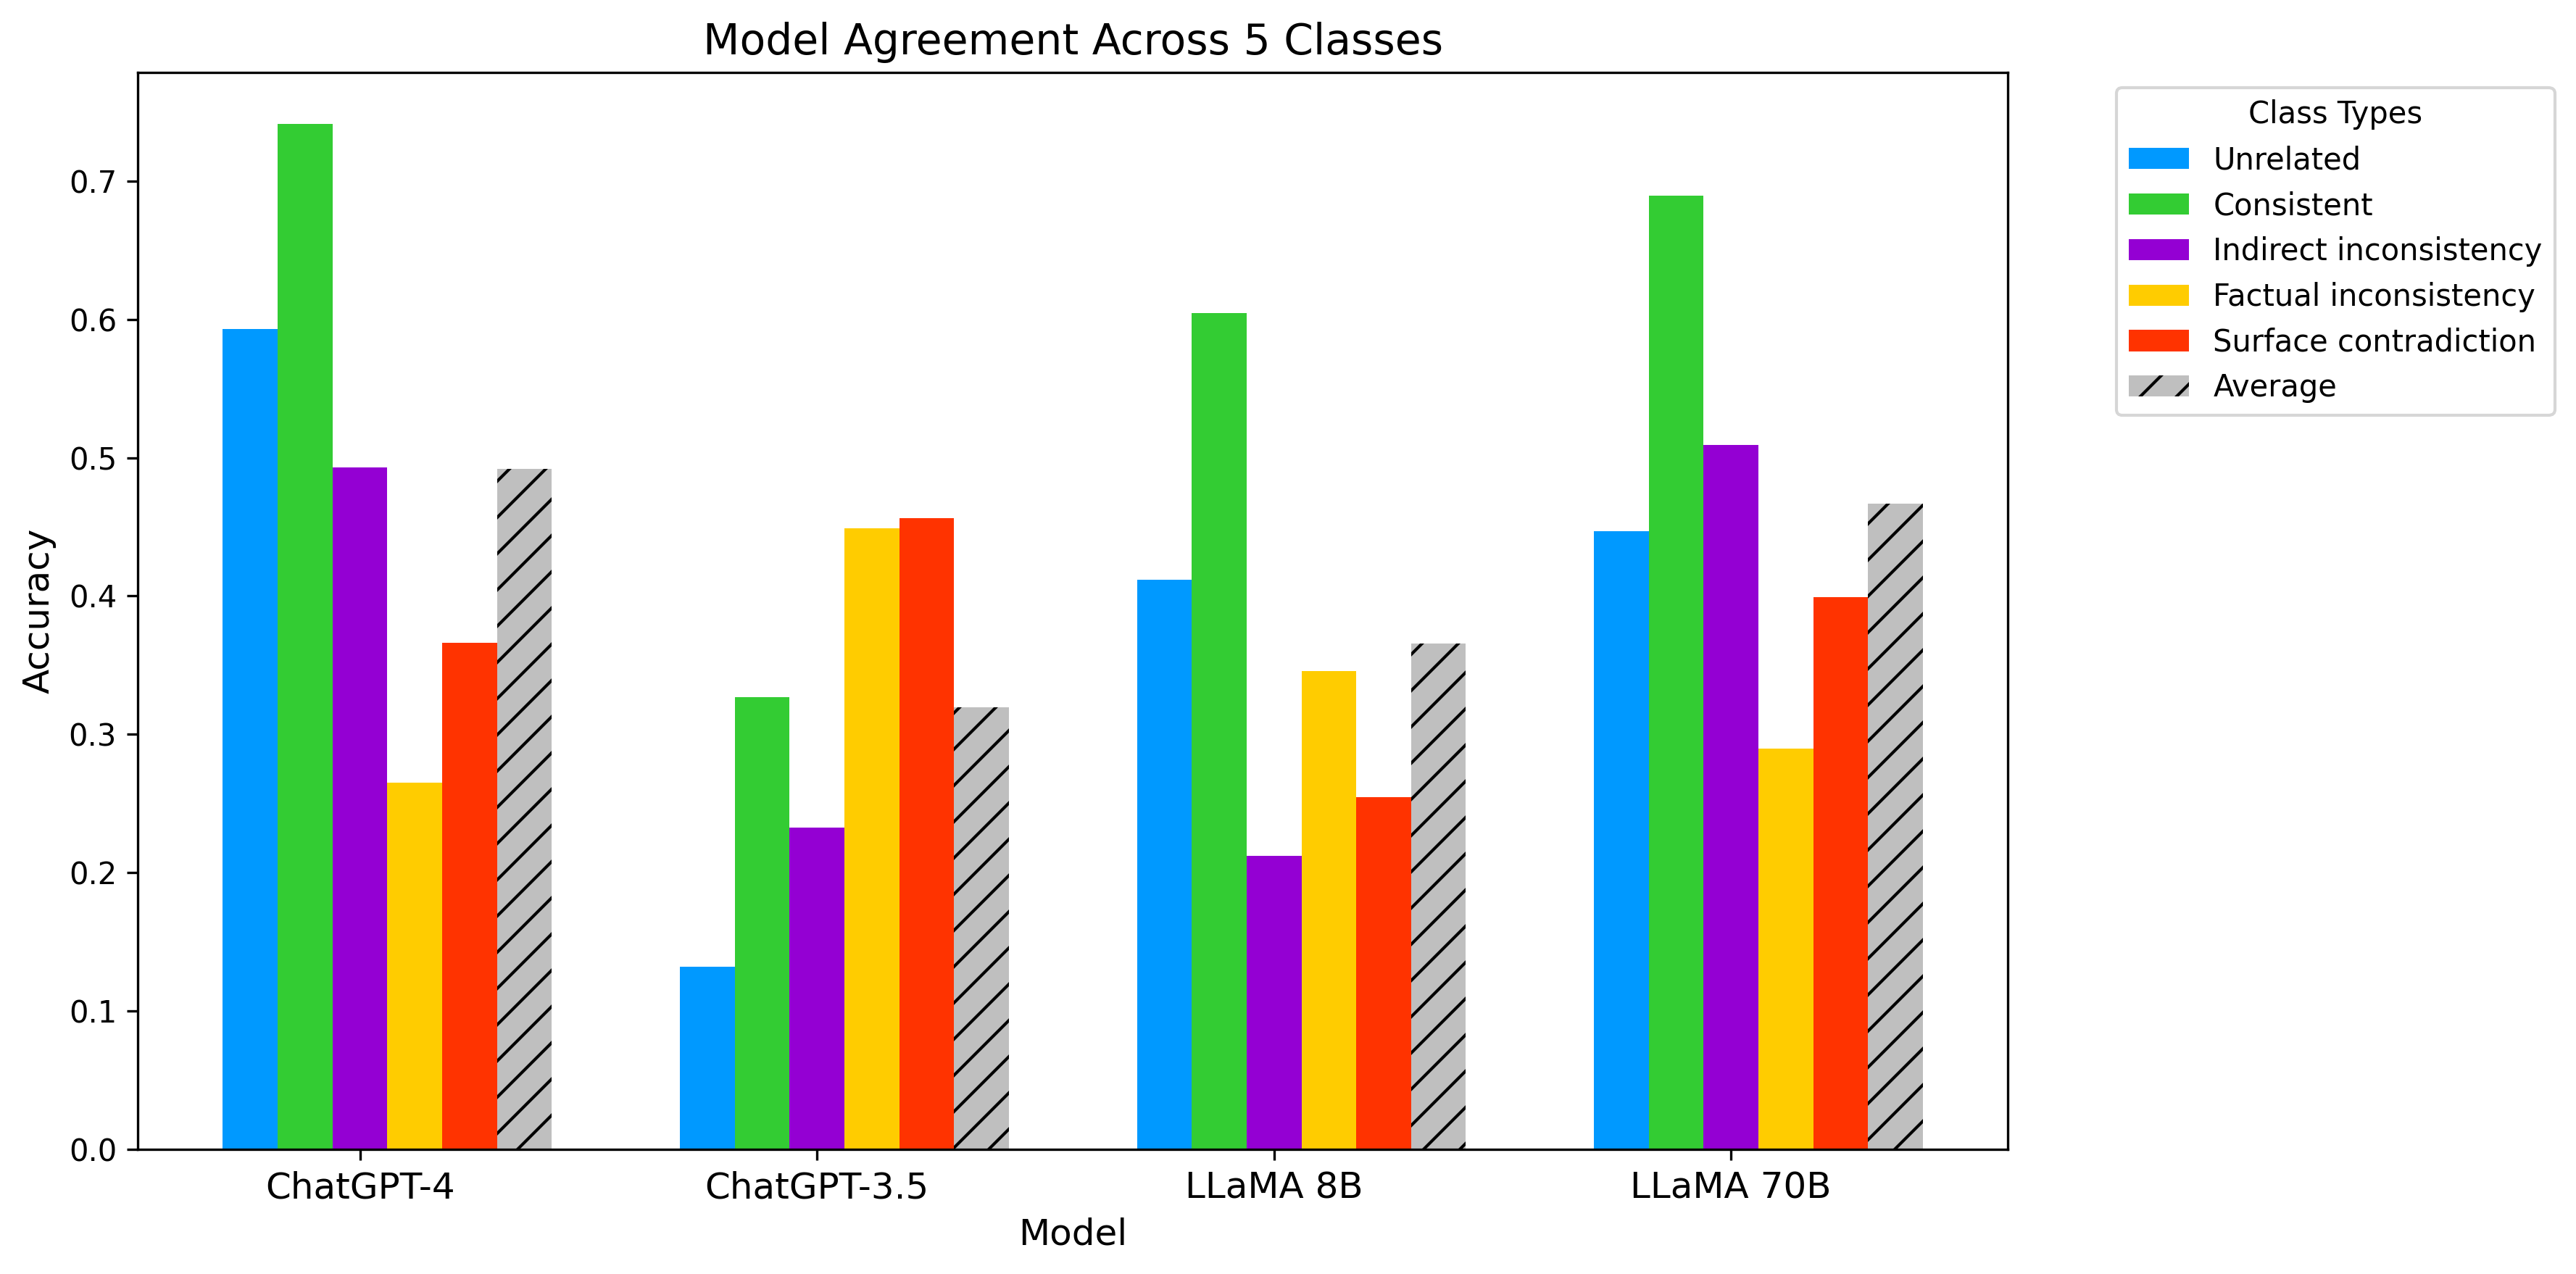 Model Agreement Across 5 Classes
Accuracy
0.7
0.6
0.5
0.4
0.3
0.2
0.1
0.0
ChatGPT-4
ChatGPT-3.5
LLaMA 8B
LLaMA 70B
Model
Class Types
Unrelated
Consistent
Indirect inconsistency
Factual inconsistency
Surface contradiction
Average